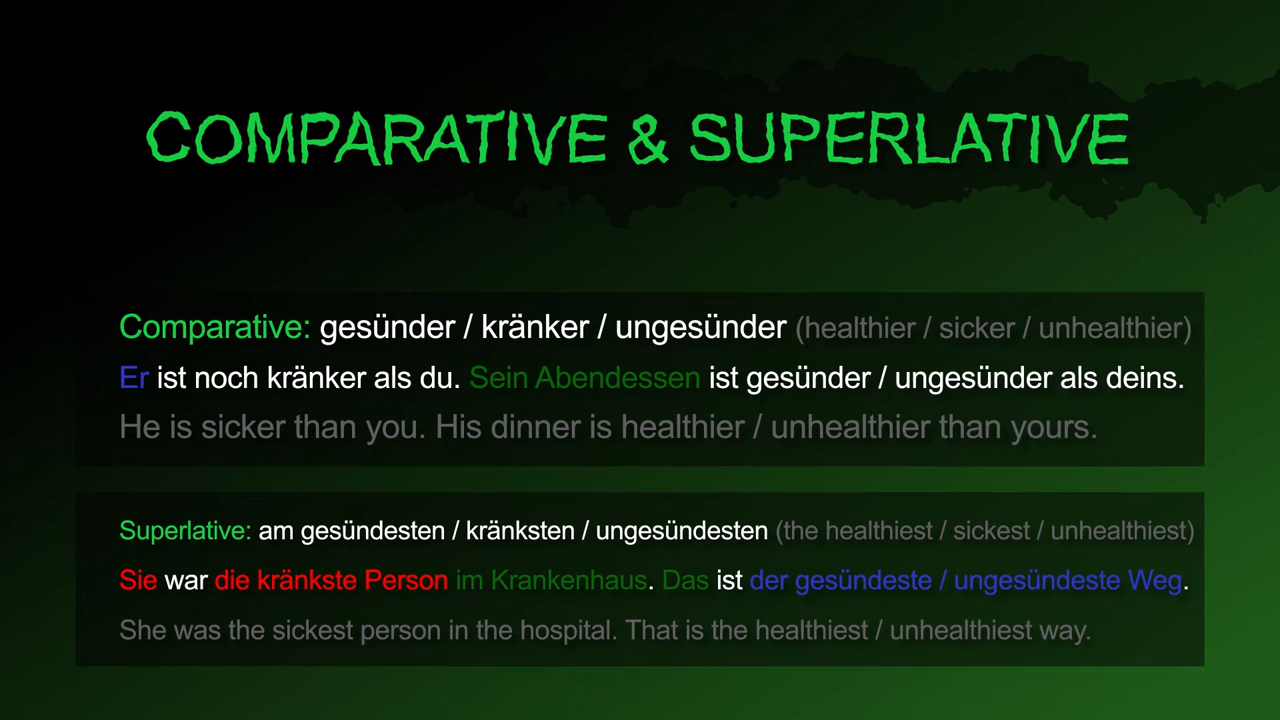 COMPARATIVE & SUPERLATIVE
Comparative: gesünder / kränker / ungesünder (healthier / sicker / unhealthier)
Er ist noch kränker als du. Sein Abendessen ist gesünder / ungesünder als deins.
He is sicker than you. His dinner is healthier / unhealthier than yours.
Superlative: am gesündesten / kränksten / ungesündesten (the healthiest / sickest / unhealthiest)
Sie war die kränkste Person im Krankenhaus. Das ist der gesündeste / ungesündeste Weg.
She was the sickest person in the hospital. That is the healthiest / unhealthiest way.